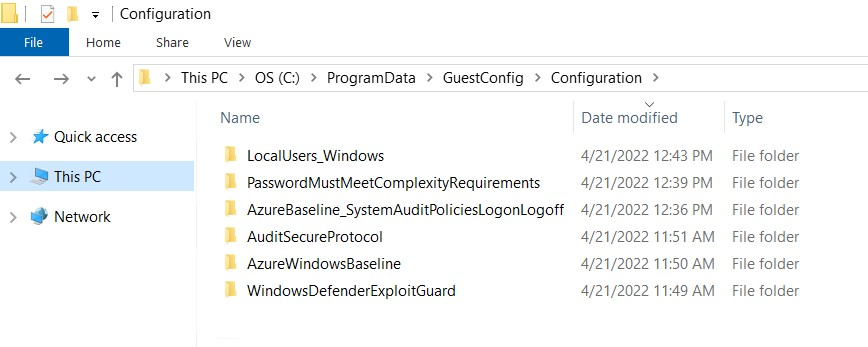 Configuration
File Home Share View
This PC > OS (C:) > ProgramData > GuestConfig > Configuration >
Name Date modified Type
Quick access
This PC
Network
LocalUsers_Windows 4/21/2022 12:43 PM File folder
PasswordMustMeetComplexityRequirements 4/21/2022 12:39 PM File folder
AzureBaseline_SystemAuditPoliciesLogonLogoff 4/21/2022 12:36 PM File folder
AuditSecureProtocol 4/21/2022 11:51 AM File folder
AzureWindowsBaseline 4/21/2022 11:50 AM File folder
WindowsDefenderExploitGuard 4/21/2022 11:49 AM File folder